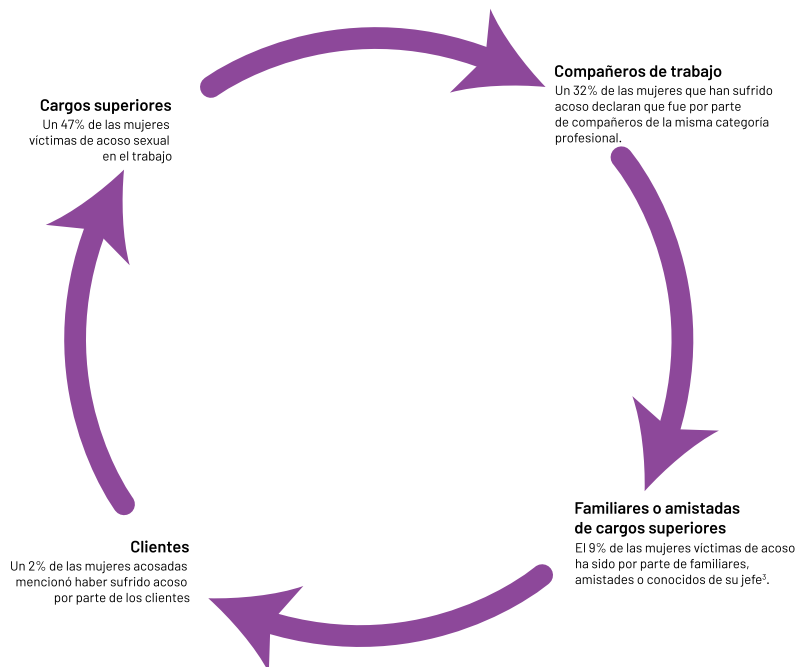 Cargos superiores
Un 47% de las mujeres
víctimas de acoso sexual
en el trabajo
Compañeros de trabajo
Un 32% de las mujeres que han sufrido
acoso declaran que fue por parte
de compañeros de la misma categoría
profesional.
Familiares o amistadas
de cargos superiores
El 9% de las mujeres víctimas de acoso
ha sido por parte de familiares,
amistades o conocidos de su jefe³.
Clientes
Un 2% de las mujeres acosadas
mencionó haber sufrido acoso
por parte de los clientes